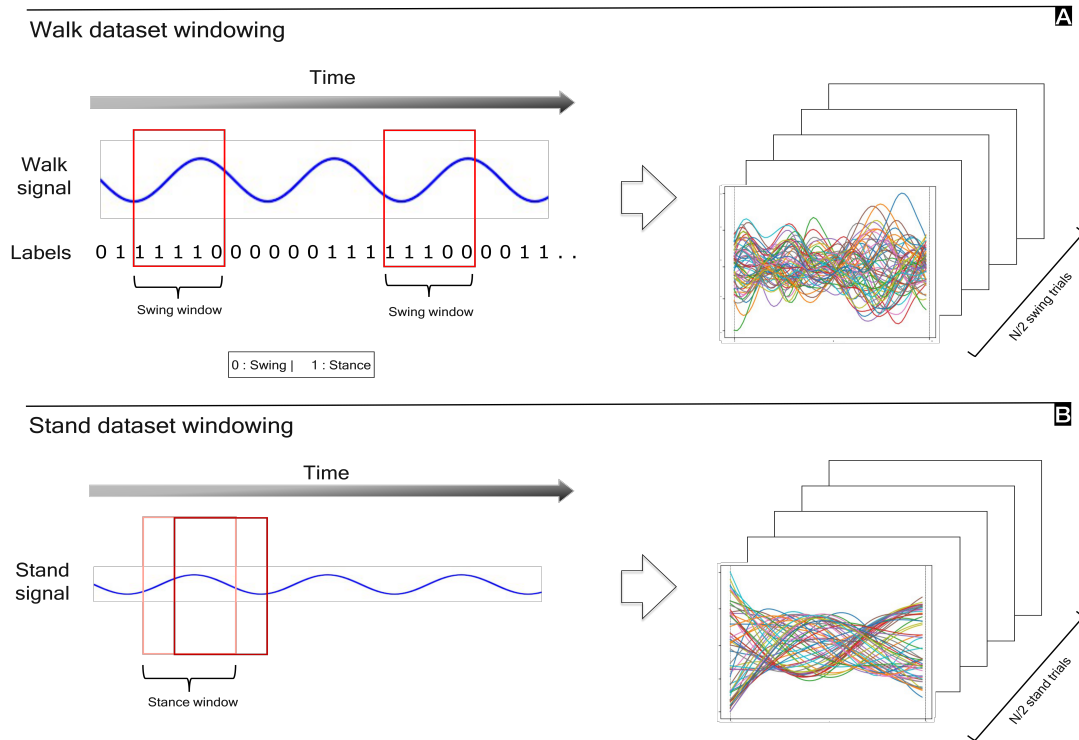 A
Walk dataset windowing
Time
Walk
signal
Labels
0 1 1 1 1 1 0 0 0 0 0 0 1 1 1 1 1 1 0 0 0 0 1 1 . .
Swing window
Swing window
0 : Swing | 1 : Stance
N/2 swing trials
B
Stand dataset windowing
Time
Stand
signal
Stance window
N/2 stand trials